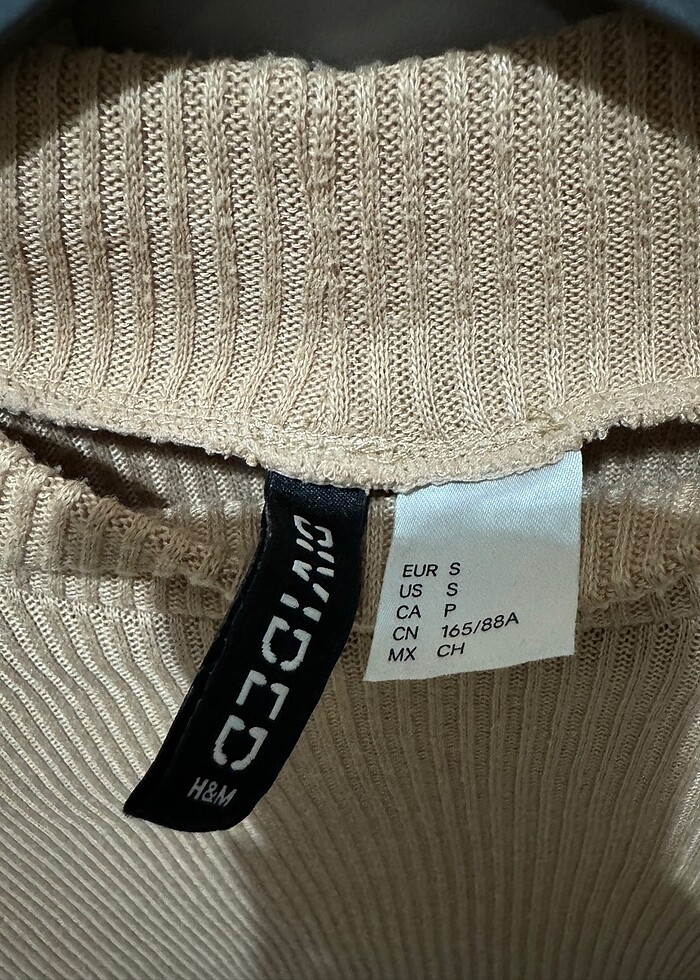 DIVIDED
H&M
EUR S
US S
CA P
CN 165/88A
MX CH